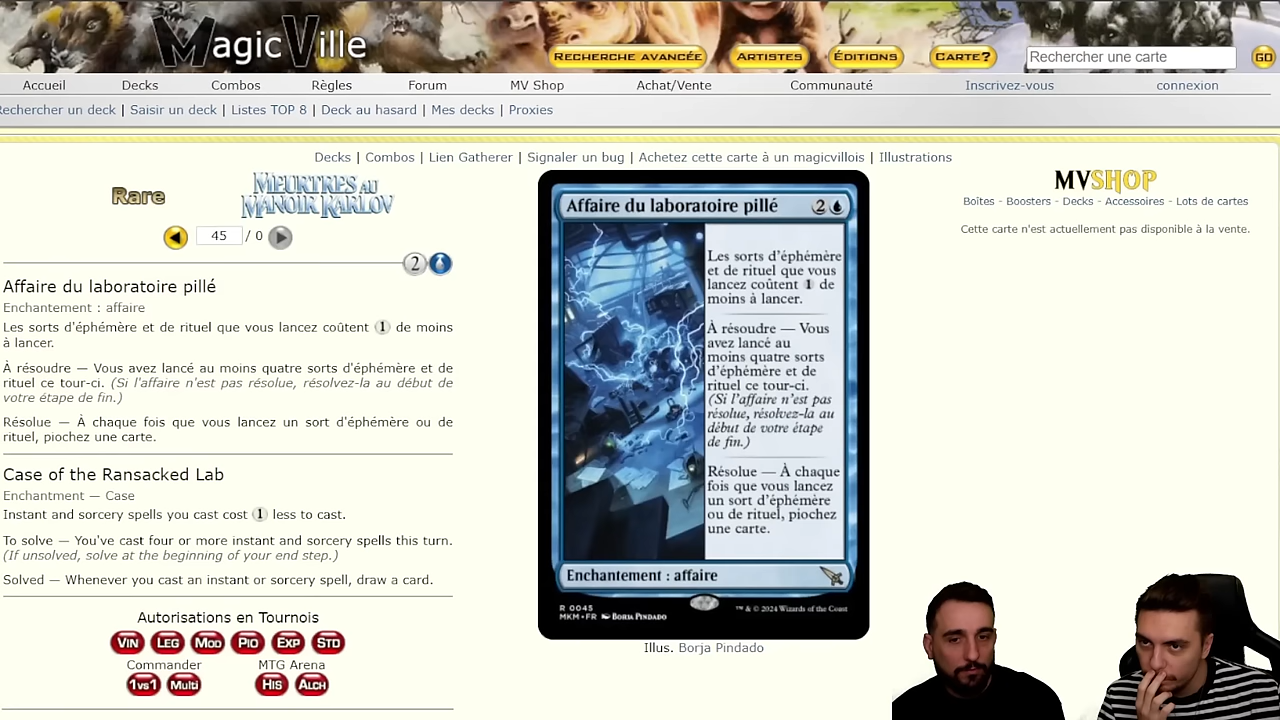 MagicVille
RECHERCHE AVANCÉE
ARTISTES
ÉDITIONS
CARTE?
Rechercher une carte
GO
Accueil Decks Combos Règles Forum MV Shop Achat/Vente Communauté Inscrivez-vous connexion
echercher un deck | Saisir un deck | Listes TOP 8 | Deck au hasard | Mes decks | Proxies
Decks | Combos | Lien Gatherer | Signaler un bug | Achetez cette carte à un magicvillois | Illustrations
Rare
MEURTRES AU
MANOIR KARLOV
45 / 0
2
Affaire du laboratoire pillé
Enchantement : affaire
Les sorts d'éphémère et de rituel que vous lancez coûtent 1 de moins
à lancer.
À résoudre — Vous avez lancé au moins quatre sorts d'éphémère et de
rituel ce tour-ci. (Si l'affaire n'est pas résolue, résolvez-la au début de
votre étape de fin.)
Résolue — À chaque fois que vous lancez un sort d'éphémère ou de
rituel, piochez une carte.
Case of the Ransacked Lab
Enchantment — Case
Instant and sorcery spells you cast cost 1 less to cast.
To solve — You've cast four or more instant and sorcery spells this turn.
(If unsolved, solve at the beginning of your end step.)
Solved — Whenever you cast an instant or sorcery spell, draw a card.
Autorisations en Tournois
VIN LEG MOD PIO EXP STD
Commander MTG Arena
1vs1 Multi HIS ALCH
Affaire du laboratoire pillé 2
Les sorts d'éphémère
et de rituel que vous
lancez coûtent 1 de
moins à lancer.
À résoudre — Vous
avez lancé au
moins quatre sorts
d'éphémère et de
rituel ce tour-ci.
(Si l'affaire n'est pas
résolue, résolvez-la au
début de votre étape
de fin.)
Résolue — À chaque
fois que vous lancez
un sort d'éphémère
ou de rituel, piochez
une carte.
Enchantement : affaire
R 0045
MKM • FR BORJA PINDADO
™ & © 2024 Wizards of the Coast
Illus. Borja Pindado
MVSHOP
Boîtes - Boosters - Decks - Accessoires - Lots de cartes
Cette carte n'est actuellement pas disponible à la vente.